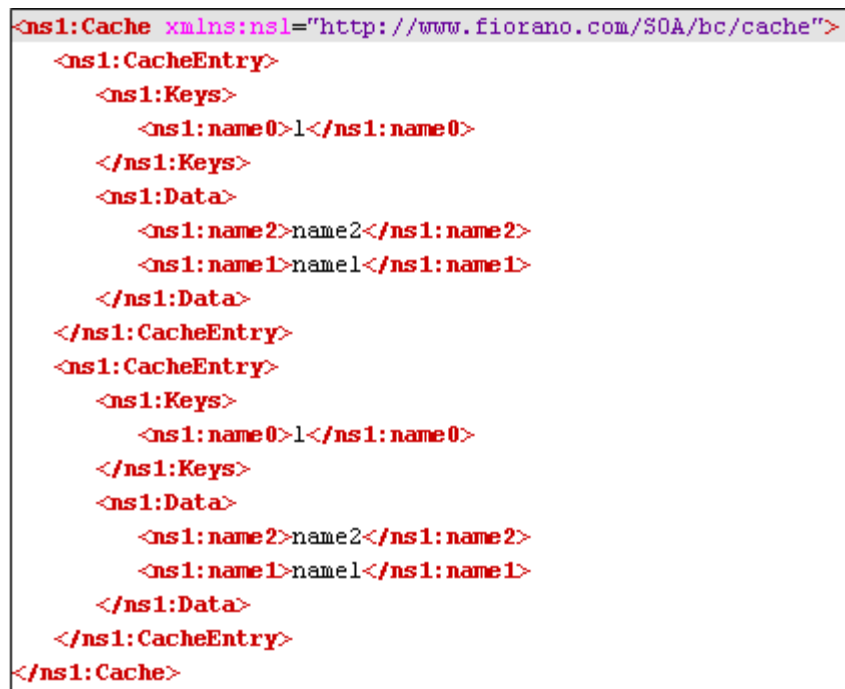 <ns1:Cache xmlns:ns1="http://www.fiorano.com/SOA/bc/cache">
<ns1:CacheEntry>
<ns1:Keys>
<ns1:name0>1</ns1:name0>
</ns1:Keys>
<ns1:Data>
<ns1:name2>name2</ns1:name2>
<ns1:name1>name1</ns1:name1>
</ns1:Data>
</ns1:CacheEntry>
<ns1:CacheEntry>
<ns1:Keys>
<ns1:name0>1</ns1:name0>
</ns1:Keys>
<ns1:Data>
<ns1:name2>name2</ns1:name2>
<ns1:name1>name1</ns1:name1>
</ns1:Data>
</ns1:CacheEntry>
</ns1:Cache>